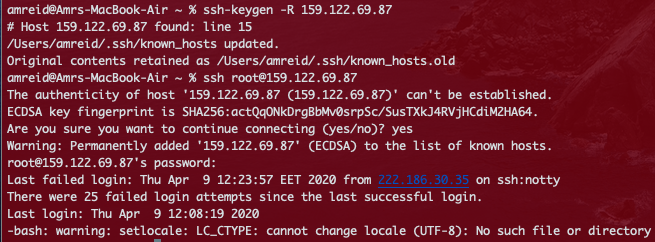 amreid@Amrs-MacBook-Air ~ % ssh-keygen -R 159.122.69.87
# Host 159.122.69.87 found: line 15
/Users/amreid/.ssh/known_hosts updated.
Original contents retained as /Users/amreid/.ssh/known_hosts.old
amreid@Amrs-MacBook-Air ~ % ssh root@159.122.69.87
The authenticity of host '159.122.69.87 (159.122.69.87)' can't be established.
ECDSA key fingerprint is SHA256:actQqONkDrgBbMv0srpSc/SusTXkJ4RVjHCdiM2HA64.
Are you sure you want to continue connecting (yes/no)? yes
Warning: Permanently added '159.122.69.87' (ECDSA) to the list of known hosts.
root@159.122.69.87's password:
Last failed login: Thu Apr  9 12:23:57 EET 2020 from 222.186.30.35 on ssh:notty
There were 25 failed login attempts since the last successful login.
Last login: Thu Apr  9 12:08:19 2020
-bash: warning: setlocale: LC_CTYPE: cannot change locale (UTF-8): No such file or directory